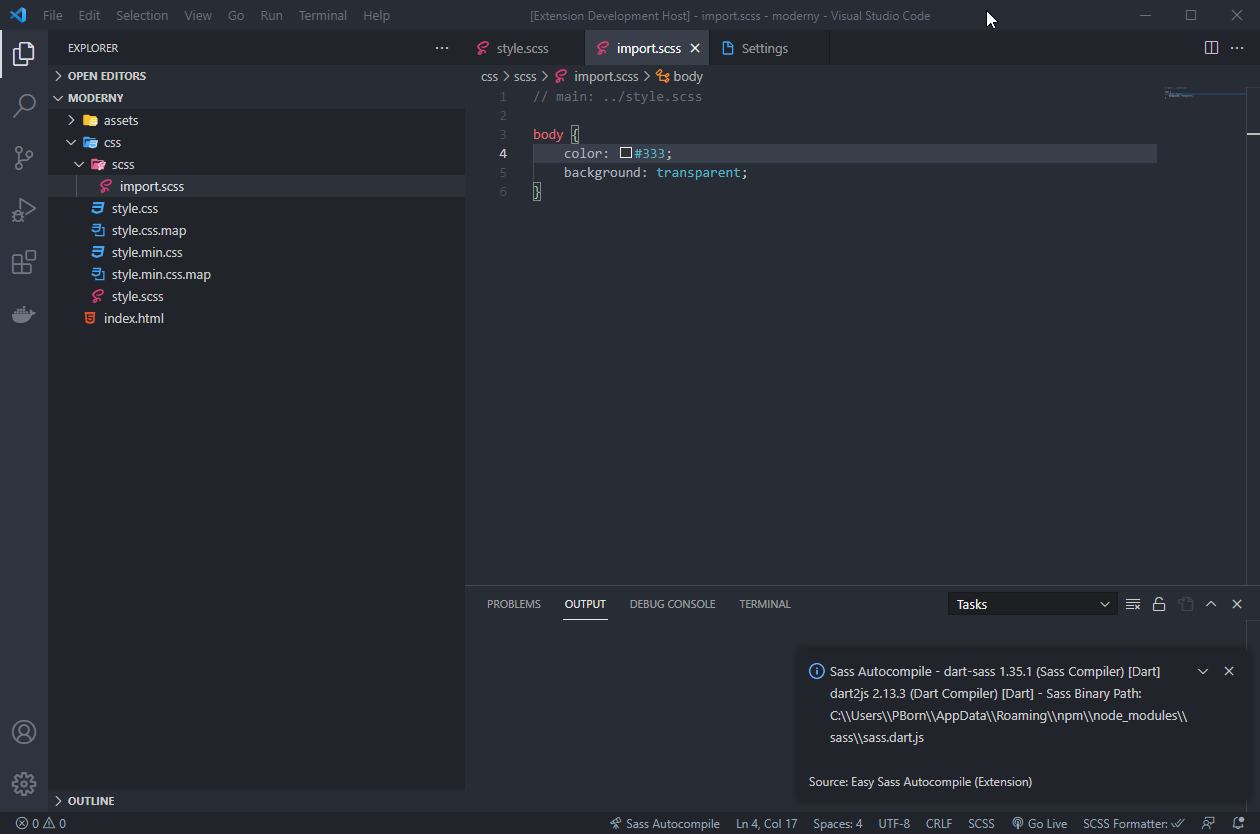 File Edit Selection View Go Run Terminal Help
[Extension Development Host] - import.scss - moderny - Visual Studio Code
EXPLORER
OPEN EDITORS
MODERNY
assets
css
scss
import.scss
style.css
style.css.map
style.min.css
style.min.css.map
style.scss
index.html
OUTLINE
style.scss import.scss Settings
css > scss > import.scss > body
1 // main: ../style.scss
2
3 body {
4 color: #333;
5 background: transparent;
6 }
PROBLEMS OUTPUT DEBUG CONSOLE TERMINAL
Tasks
Sass Autocompile - dart-sass 1.35.1 (Sass Compiler) [Dart]
dart2js 2.13.3 (Dart Compiler) [Dart] - Sass Binary Path:
C:\\Users\\PBorn\\AppData\\Roaming\\npm\\node_modules\\
sass\\sass.dart.js
Source: Easy Sass Autocompile (Extension)
0 0 Sass Autocompile Ln 4, Col 17 Spaces: 4 UTF-8 CRLF SCSS Go Live SCSS Formatter: